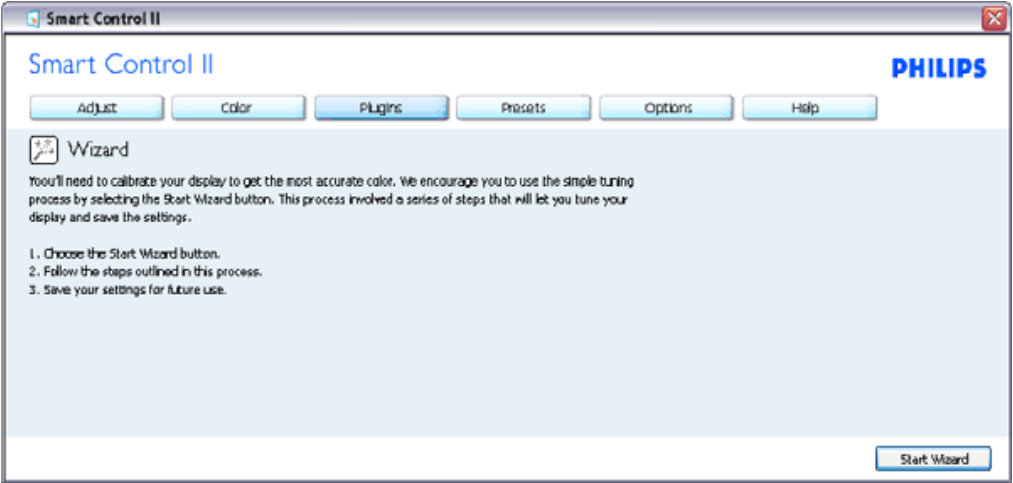 Smart Control II
Smart Control II
PHILIPS
Adjust Color Plugins Presets Options Help
Wizard
Yoou'll need to calibrate your display to get the most accurate color. We encourage you to use the simple tuning
process by selecting the Start Wizard button. This process involved a series of steps that will let you tune your
display and save the settings.
1. Choose the Start Wizard button.
2. Follow the steps outlined in this process.
3. Save your settings for future use.
Start Wizard